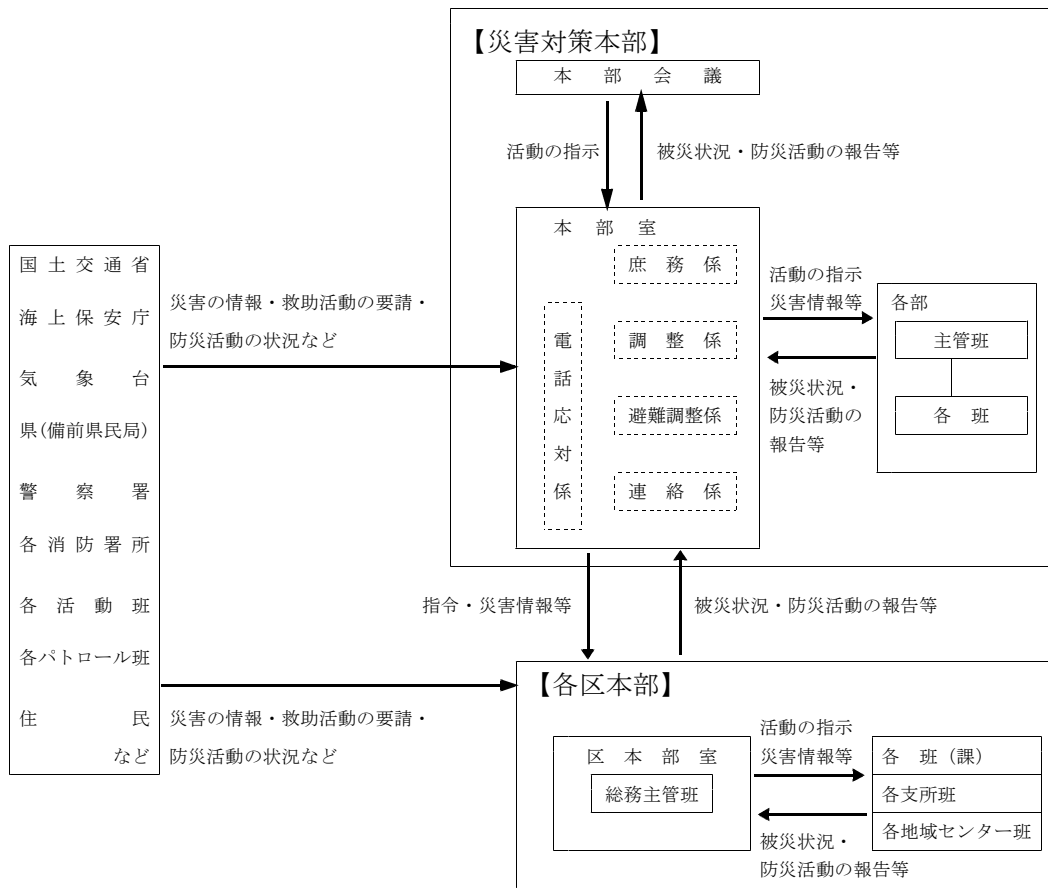 【災害対策本部】
本部会議
活動の指示
被災状況・防災活動の報告等
本部室
庶務係
調整係
避難調整係
連絡係
電話応対係
活動の指示
災害情報等
被災状況・
防災活動の
報告等
各部
主管班
各班
国土交通省
海上保安庁
気象台
県(備前県民局)
警察署
各消防署所
各活動班
各パトロール班
住民
など
災害の情報・救助活動の要請・
防災活動の状況など
指令・災害情報等
被災状況・防災活動の報告等
災害の情報・救助活動の要請・
防災活動の状況など
【各区本部】
区本部室
総務主管班
活動の指示
災害情報等
被災状況・
防災活動の報告等
各班(課)
各支所班
各地域センター班